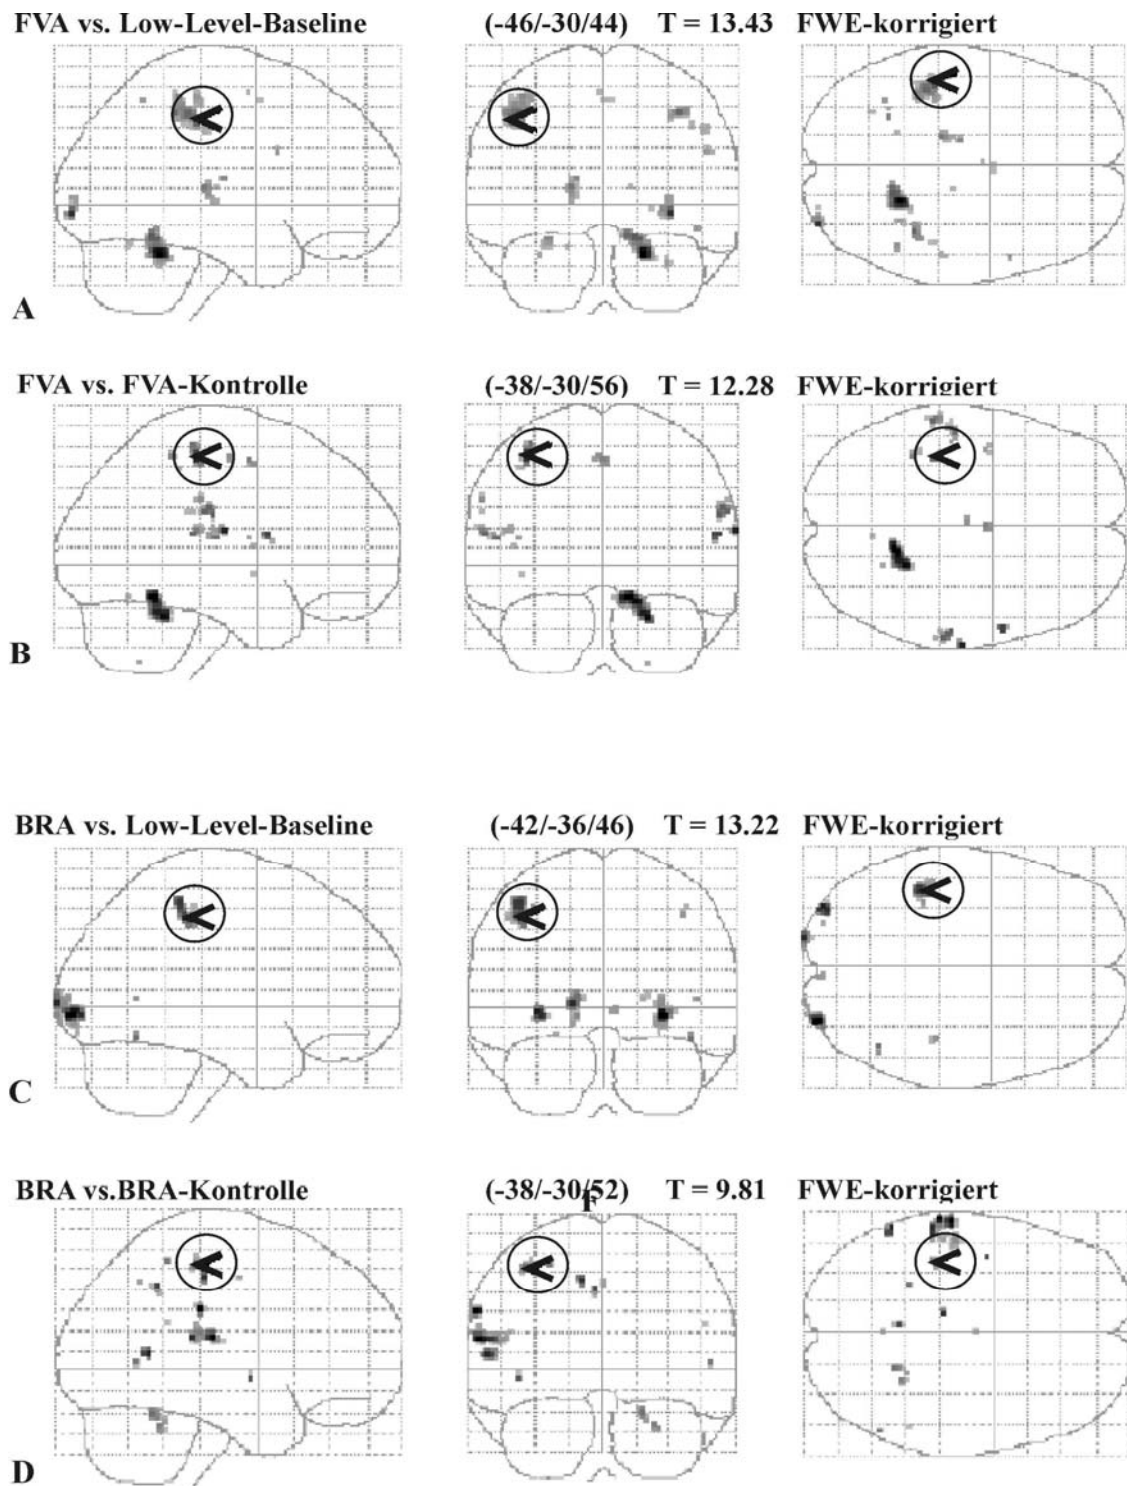 FVA vs. Low-Level-Baseline (-46/-30/44) T = 13.43 FWE-korrigiert
A
FVA vs. FVA-Kontrolle (-38/-30/56) T = 12.28 FWE-korrigiert
B
BRA vs. Low-Level-Baseline (-42/-36/46) T = 13.22 FWE-korrigiert
C
BRA vs.BRA-Kontrolle (-38/-30/52) T = 9.81 FWE-korrigiert
F
D